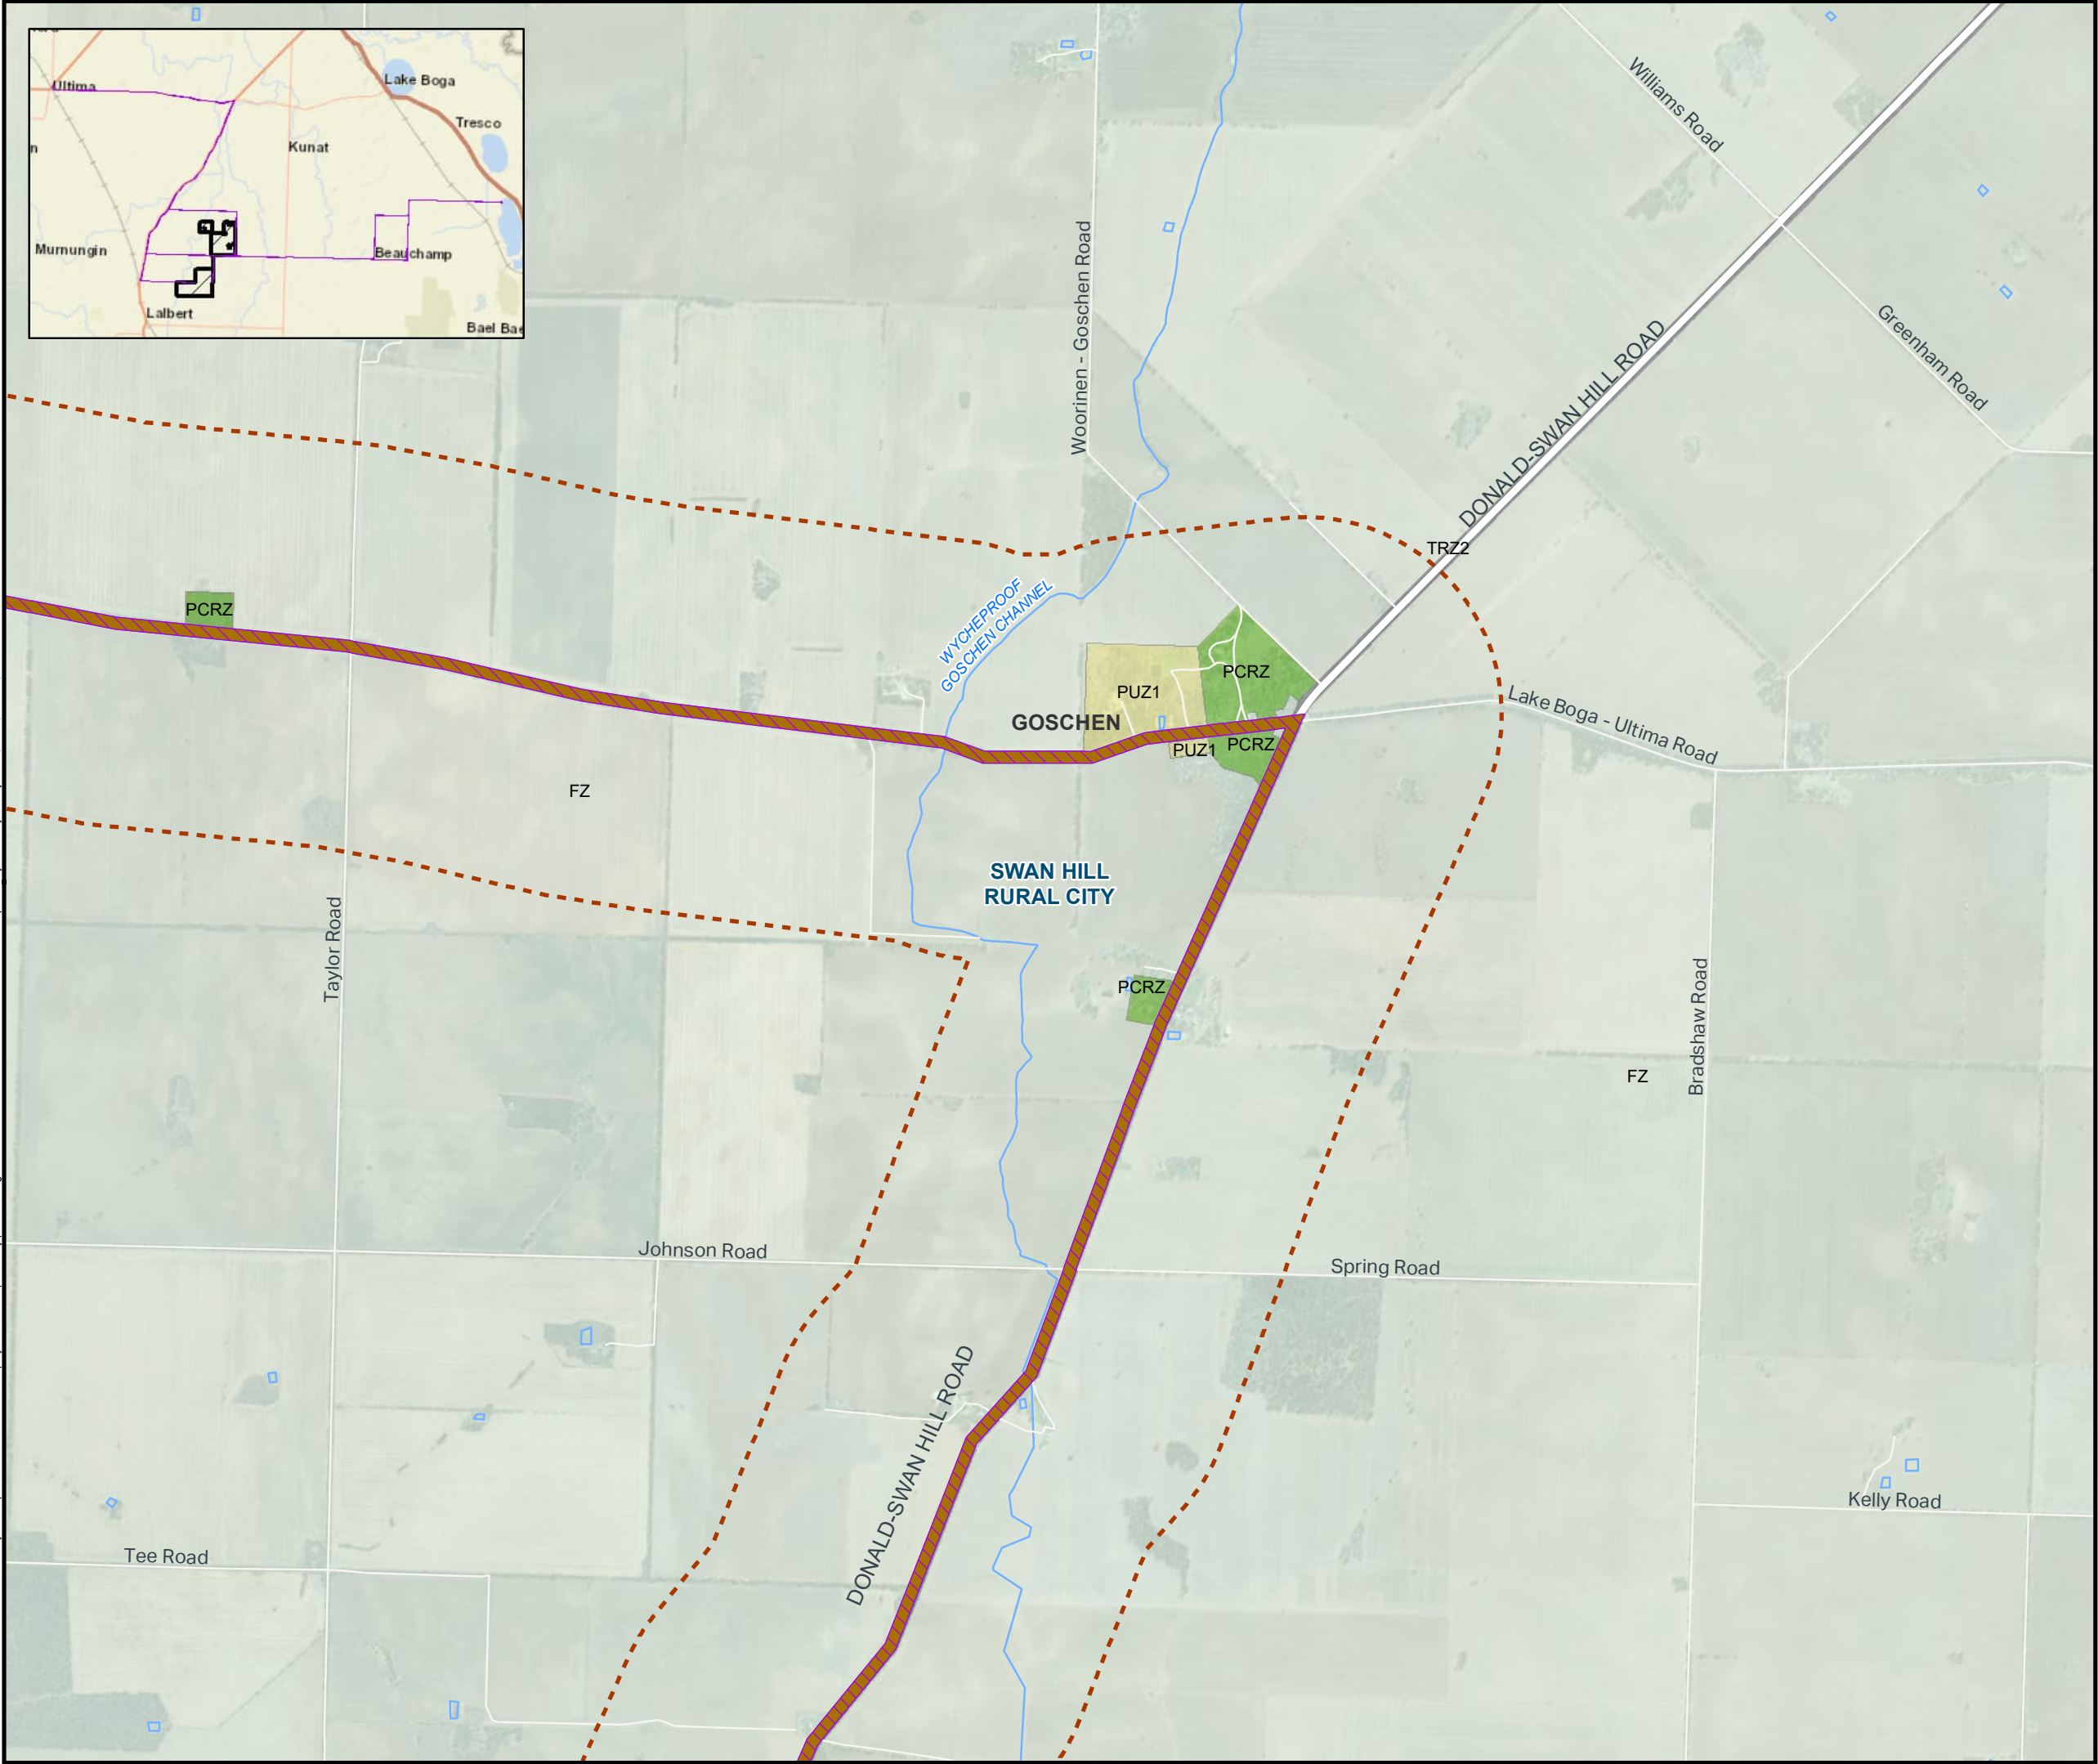 Ultima
Lake Boga
Tresco
n
Kunat
Murnungin
Beauchamp
Lalbert
Bael Bae
Williams Road
Greenham Road
Woorinen - Goschen Road
DONALD-SWAN HILL ROAD
TRZ2
WYCHEPROOF
GOSCHEN CHANNEL
PCRZ
PCRZ
PUZ1
GOSCHEN
PUZ1
PCRZ
Lake Boga - Ultima Road
FZ
SWAN HILL
RURAL CITY
Taylor Road
PCRZ
Bradshaw Road
FZ
Johnson Road
Spring Road
DONALD-SWAN HILL ROAD
Kelly Road
Tee Road